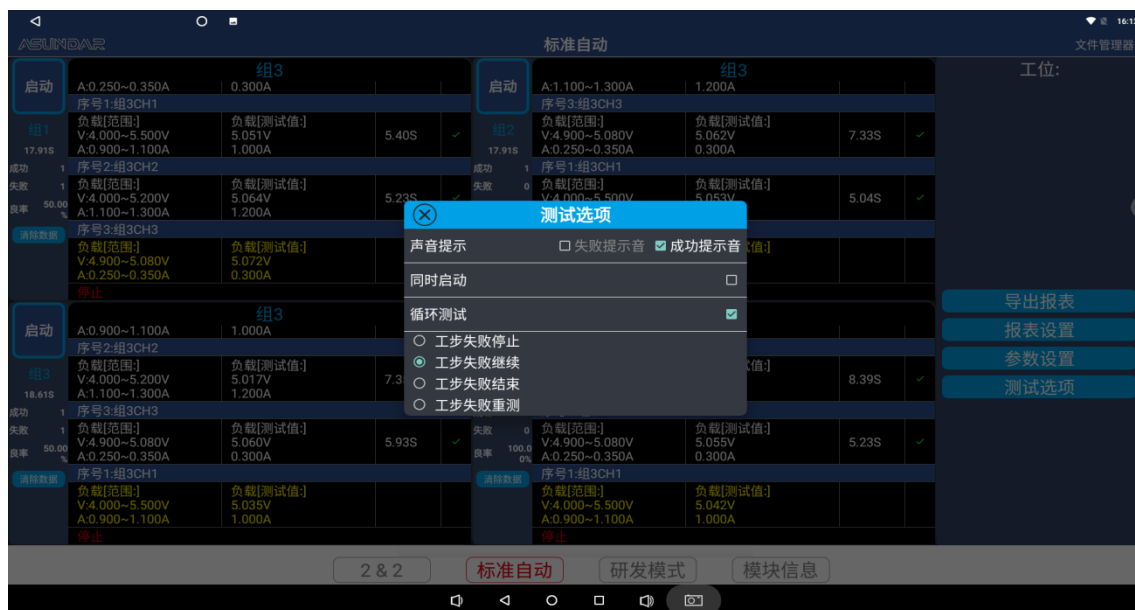 16:13
ASUNDAR
标准自动
文件管理器
启动
组3
A:0.250~0.350A
0.300A
序号1:组3CH1
组1
17.91S
负载[范围:]
负载[测试值:]
V:4.000~5.500V
5.051V
5.40S
A:0.900~1.100A
1.000A
成功 1
序号2:组3CH2
失败 1
负载[范围:]
负载[测试值:]
V:4.000~5.200V
5.064V
5.23S
良率 50.00%
A:1.100~1.300A
1.200A
清除数据
序号3:组3CH3
负载[范围:]
负载[测试值:]
V:4.900~5.080V
5.072V
A:0.250~0.350A
0.300A
停止
启动
组3
A:1.100~1.300A
1.200A
序号3:组3CH3
组2
17.91S
负载[范围:]
负载[测试值:]
V:4.900~5.080V
5.062V
7.33S
A:0.250~0.350A
0.300A
成功 1
序号1:组3CH1
失败 0
负载[范围:]
负载[测试值:]
V:4.000~5.500V
5.053V
5.04S
测试选项
声音提示
失败提示音
成功提示音
同时启动
循环测试
工步失败停止
工步失败继续
工步失败结束
工步失败重测
值:]
启动
组3
A:0.900~1.100A
1.000A
序号2:组3CH2
组3
18.61S
负载[范围:]
负载[测试值:]
V:4.000~5.200V
5.017V
7.3
A:1.100~1.300A
1.200A
成功 1
序号3:组3CH3
失败 1
负载[范围:]
负载[测试值:]
V:4.900~5.080V
5.060V
5.93S
良率 50.00%
A:0.250~0.350A
0.300A
清除数据
序号1:组3CH1
负载[范围:]
负载[测试值:]
V:4.000~5.500V
5.035V
A:0.900~1.100A
1.000A
停止
值:]
8.39S
失败 0
负载[范围:]
负载[测试值:]
V:4.900~5.080V
5.055V
5.23S
良率 100.00%
A:0.250~0.350A
0.300A
清除数据
序号1:组3CH1
负载[范围:]
负载[测试值:]
V:4.000~5.500V
5.042V
A:0.900~1.100A
1.000A
停止
工位:
导出报表
报表设置
参数设置
测试选项
2 & 2
标准自动
研发模式
模块信息